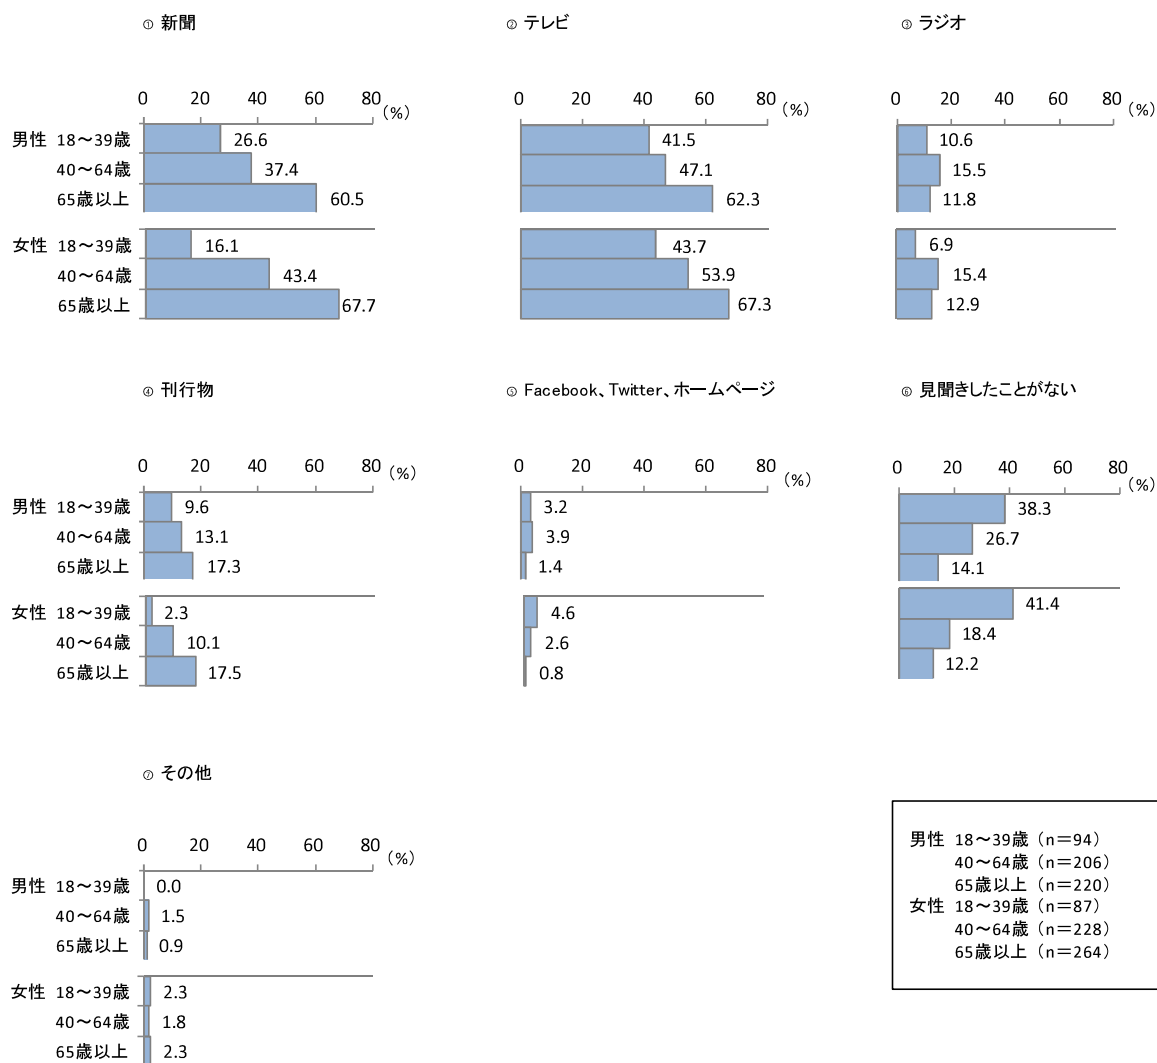 ① 新聞
② テレビ
③ ラジオ
0 20 40 60 80 (%)
0 20 40 60 80 (%)
0 20 40 60 80 (%)
男性 18～39歳 26.6 41.5 10.6
40～64歳 37.4 47.1 15.5
65歳以上 60.5 62.3 11.8
女性 18～39歳 16.1 43.7 6.9
40～64歳 43.4 53.9 15.4
65歳以上 67.7 67.3 12.9
④ 刊行物
⑤ Facebook、Twitter、ホームページ
⑥ 見聞きしたことがない
0 20 40 60 80 (%)
0 20 40 60 80 (%)
0 20 40 60 80 (%)
男性 18～39歳 9.6 3.2 38.3
40～64歳 13.1 3.9 26.7
65歳以上 17.3 1.4 14.1
女性 18～39歳 2.3 4.6 41.4
40～64歳 10.1 2.6 18.4
65歳以上 17.5 0.8 12.2
⑦ その他
0 20 40 60 80 (%)
男性 18～39歳 0.0
40～64歳 1.5
65歳以上 0.9
女性 18～39歳 2.3
40～64歳 1.8
65歳以上 2.3
男性 18～39歳（n＝94）
40～64歳（n＝206）
65歳以上（n＝220）
女性 18～39歳（n＝87）
40～64歳（n＝228）
65歳以上（n＝264）